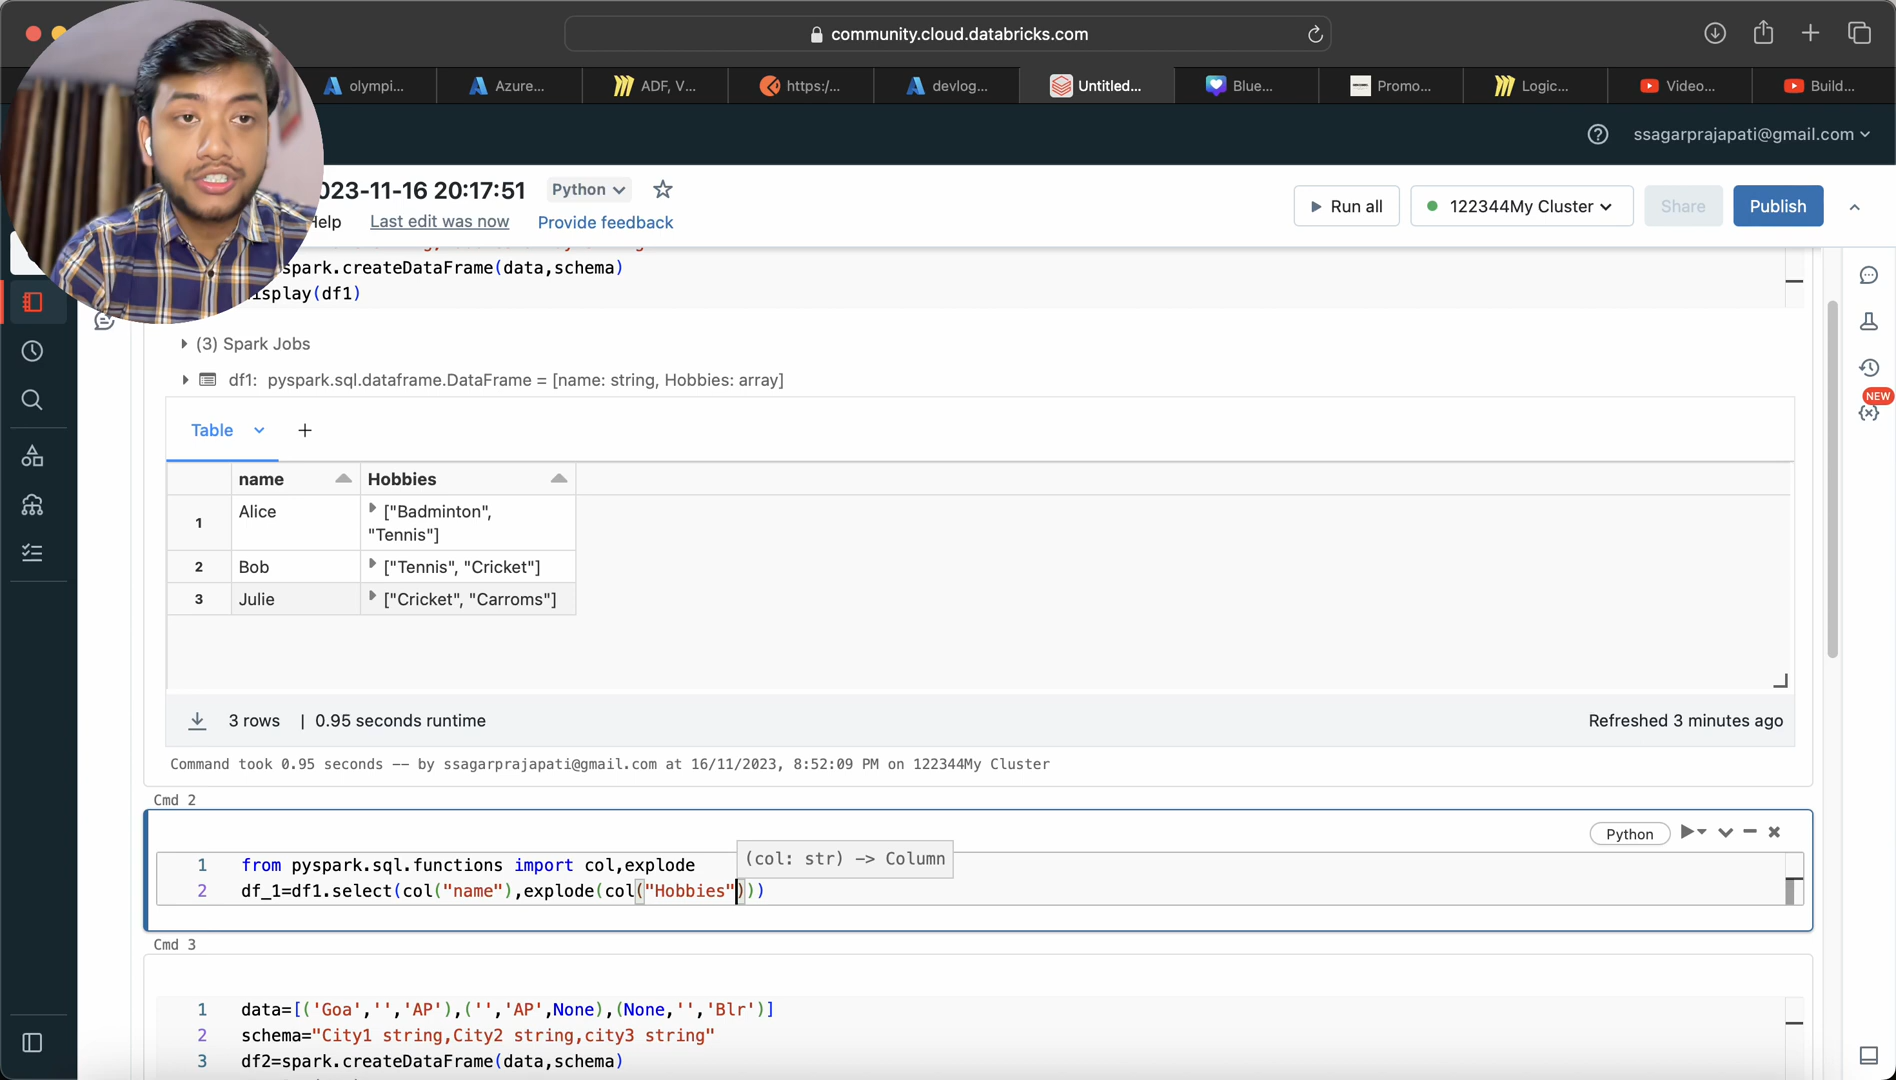 community.cloud.databricks.com
olympi...
Azure...
ADF, V...
https:/...
devlog...
Untitled...
Blue...
Promo...
Logic...
Video...
Build...
ssagarprajapati@gmail.com
023-11-16 20:17:51
Python
Help
Last edit was now
Provide feedback
Run all
122344My Cluster
Share
Publish
spark.createDataFrame(data,schema)
isplay(df1)
(3) Spark Jobs
df1: pyspark.sql.dataframe.DataFrame = [name: string, Hobbies: array]
NEW
Table
+
name
Hobbies
1
Alice
["Badminton",
"Tennis"]
2
Bob
["Tennis", "Cricket"]
3
Julie
["Cricket", "Carroms"]
3 rows | 0.95 seconds runtime
Refreshed 3 minutes ago
Command took 0.95 seconds -- by ssagarprajapati@gmail.com at 16/11/2023, 8:52:09 PM on 122344My Cluster
Cmd 2
Python
(col: str) -> Column
1 from pyspark.sql.functions import col,explode
2 df_1=df1.select(col("name"),explode(col("Hobbies")))
Cmd 3
1 data=[('Goa','','AP'),('','AP',None),(None,'','Blr')]
2 schema="City1 string,City2 string,city3 string"
3 df2=spark.createDataFrame(data,schema)